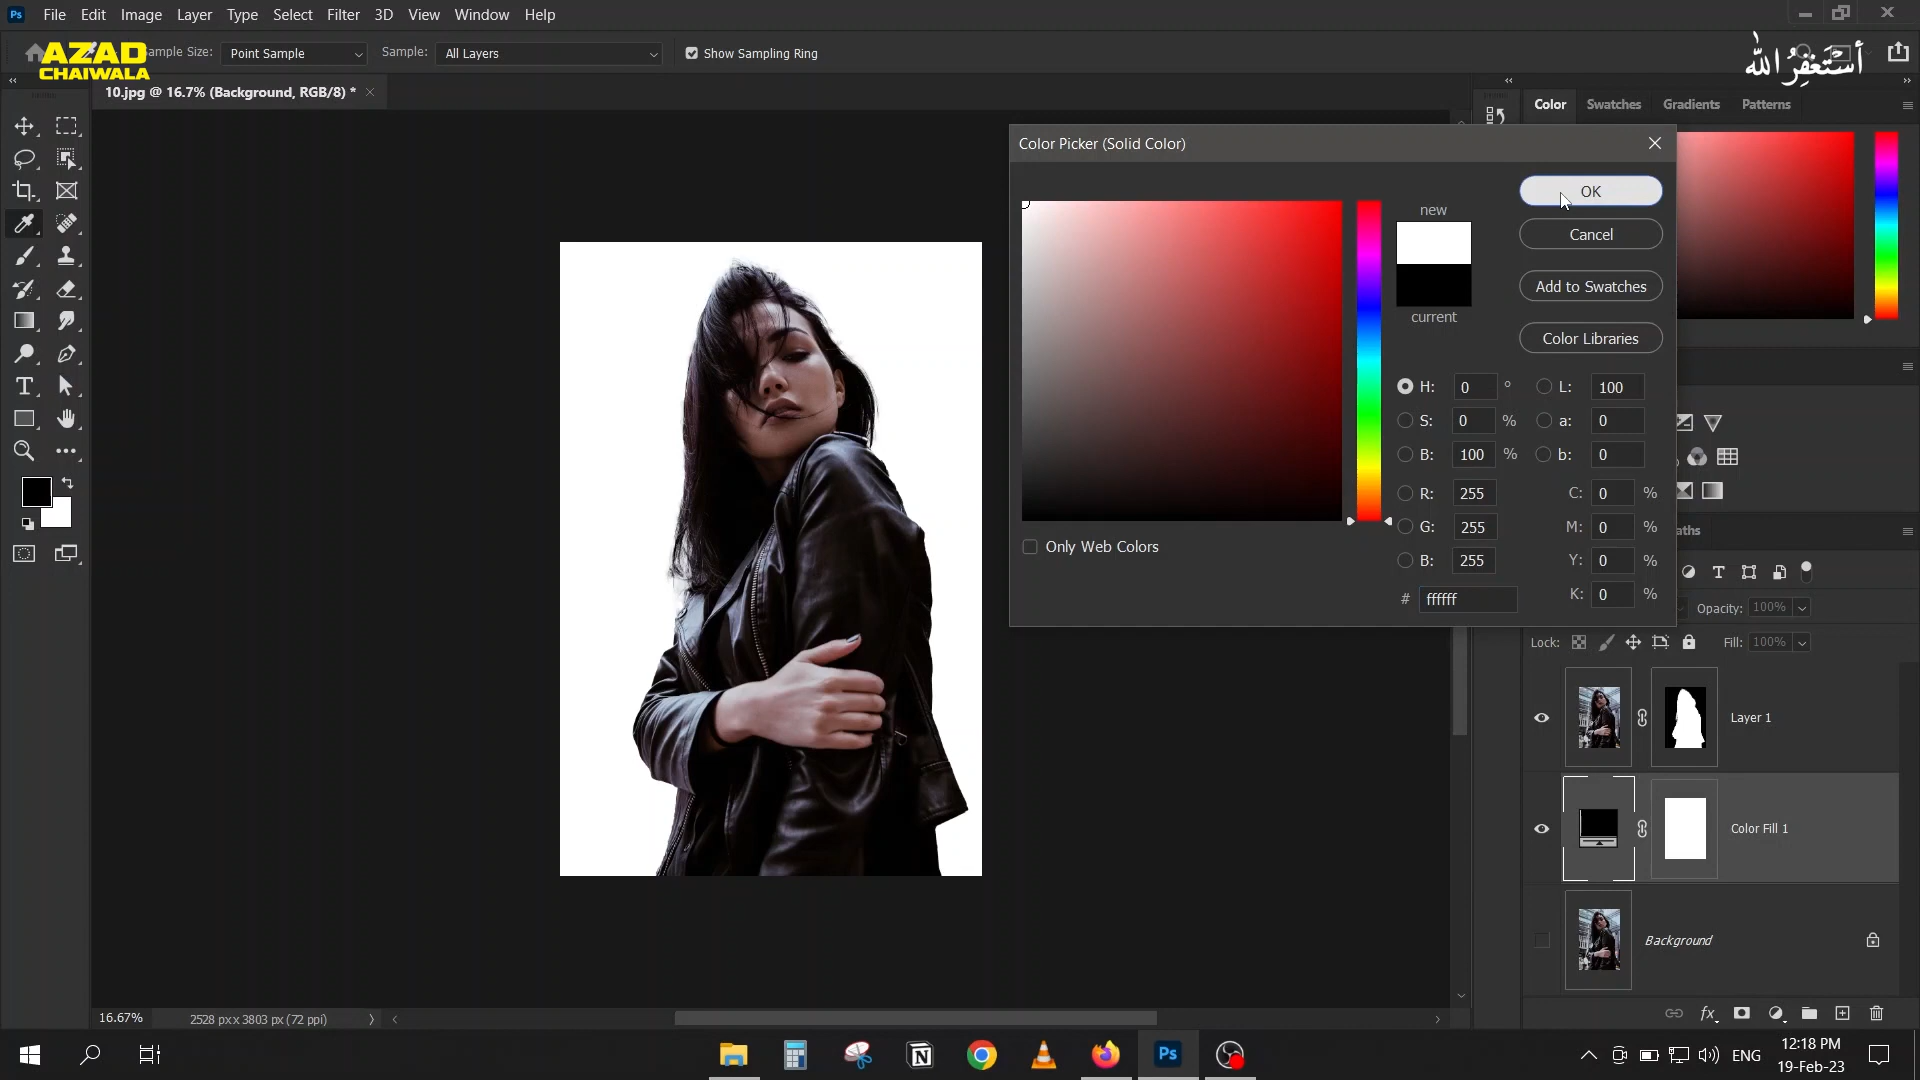 Ps File Edit Image Layer Type Select Filter 3D View Window Help
AZAD
CHAIWALA
Sample Size: Point Sample Sample: All Layers Show Sampling Ring
أستغفر الله
10.jpg @ 16.7% (Background, RGB/8) *
Color Swatches Gradients Patterns
Color Picker (Solid Color)
OK
new
Cancel
Add to Swatches
current
Color Libraries
H: 0 ° L: 100
S: 0 % a: 0
B: 100 % b: 0
R: 255 C: 0 %
G: 255 M: 0 %
B: 255 Y: 0 %
# ffffff K: 0 %
Only Web Colors
Opacity: 100%
Lock: Fill: 100%
Layer 1
Color Fill 1
Background
fx
16.67% 2528 px x 3803 px (72 ppi)
ENG
12:18 PM
19-Feb-23